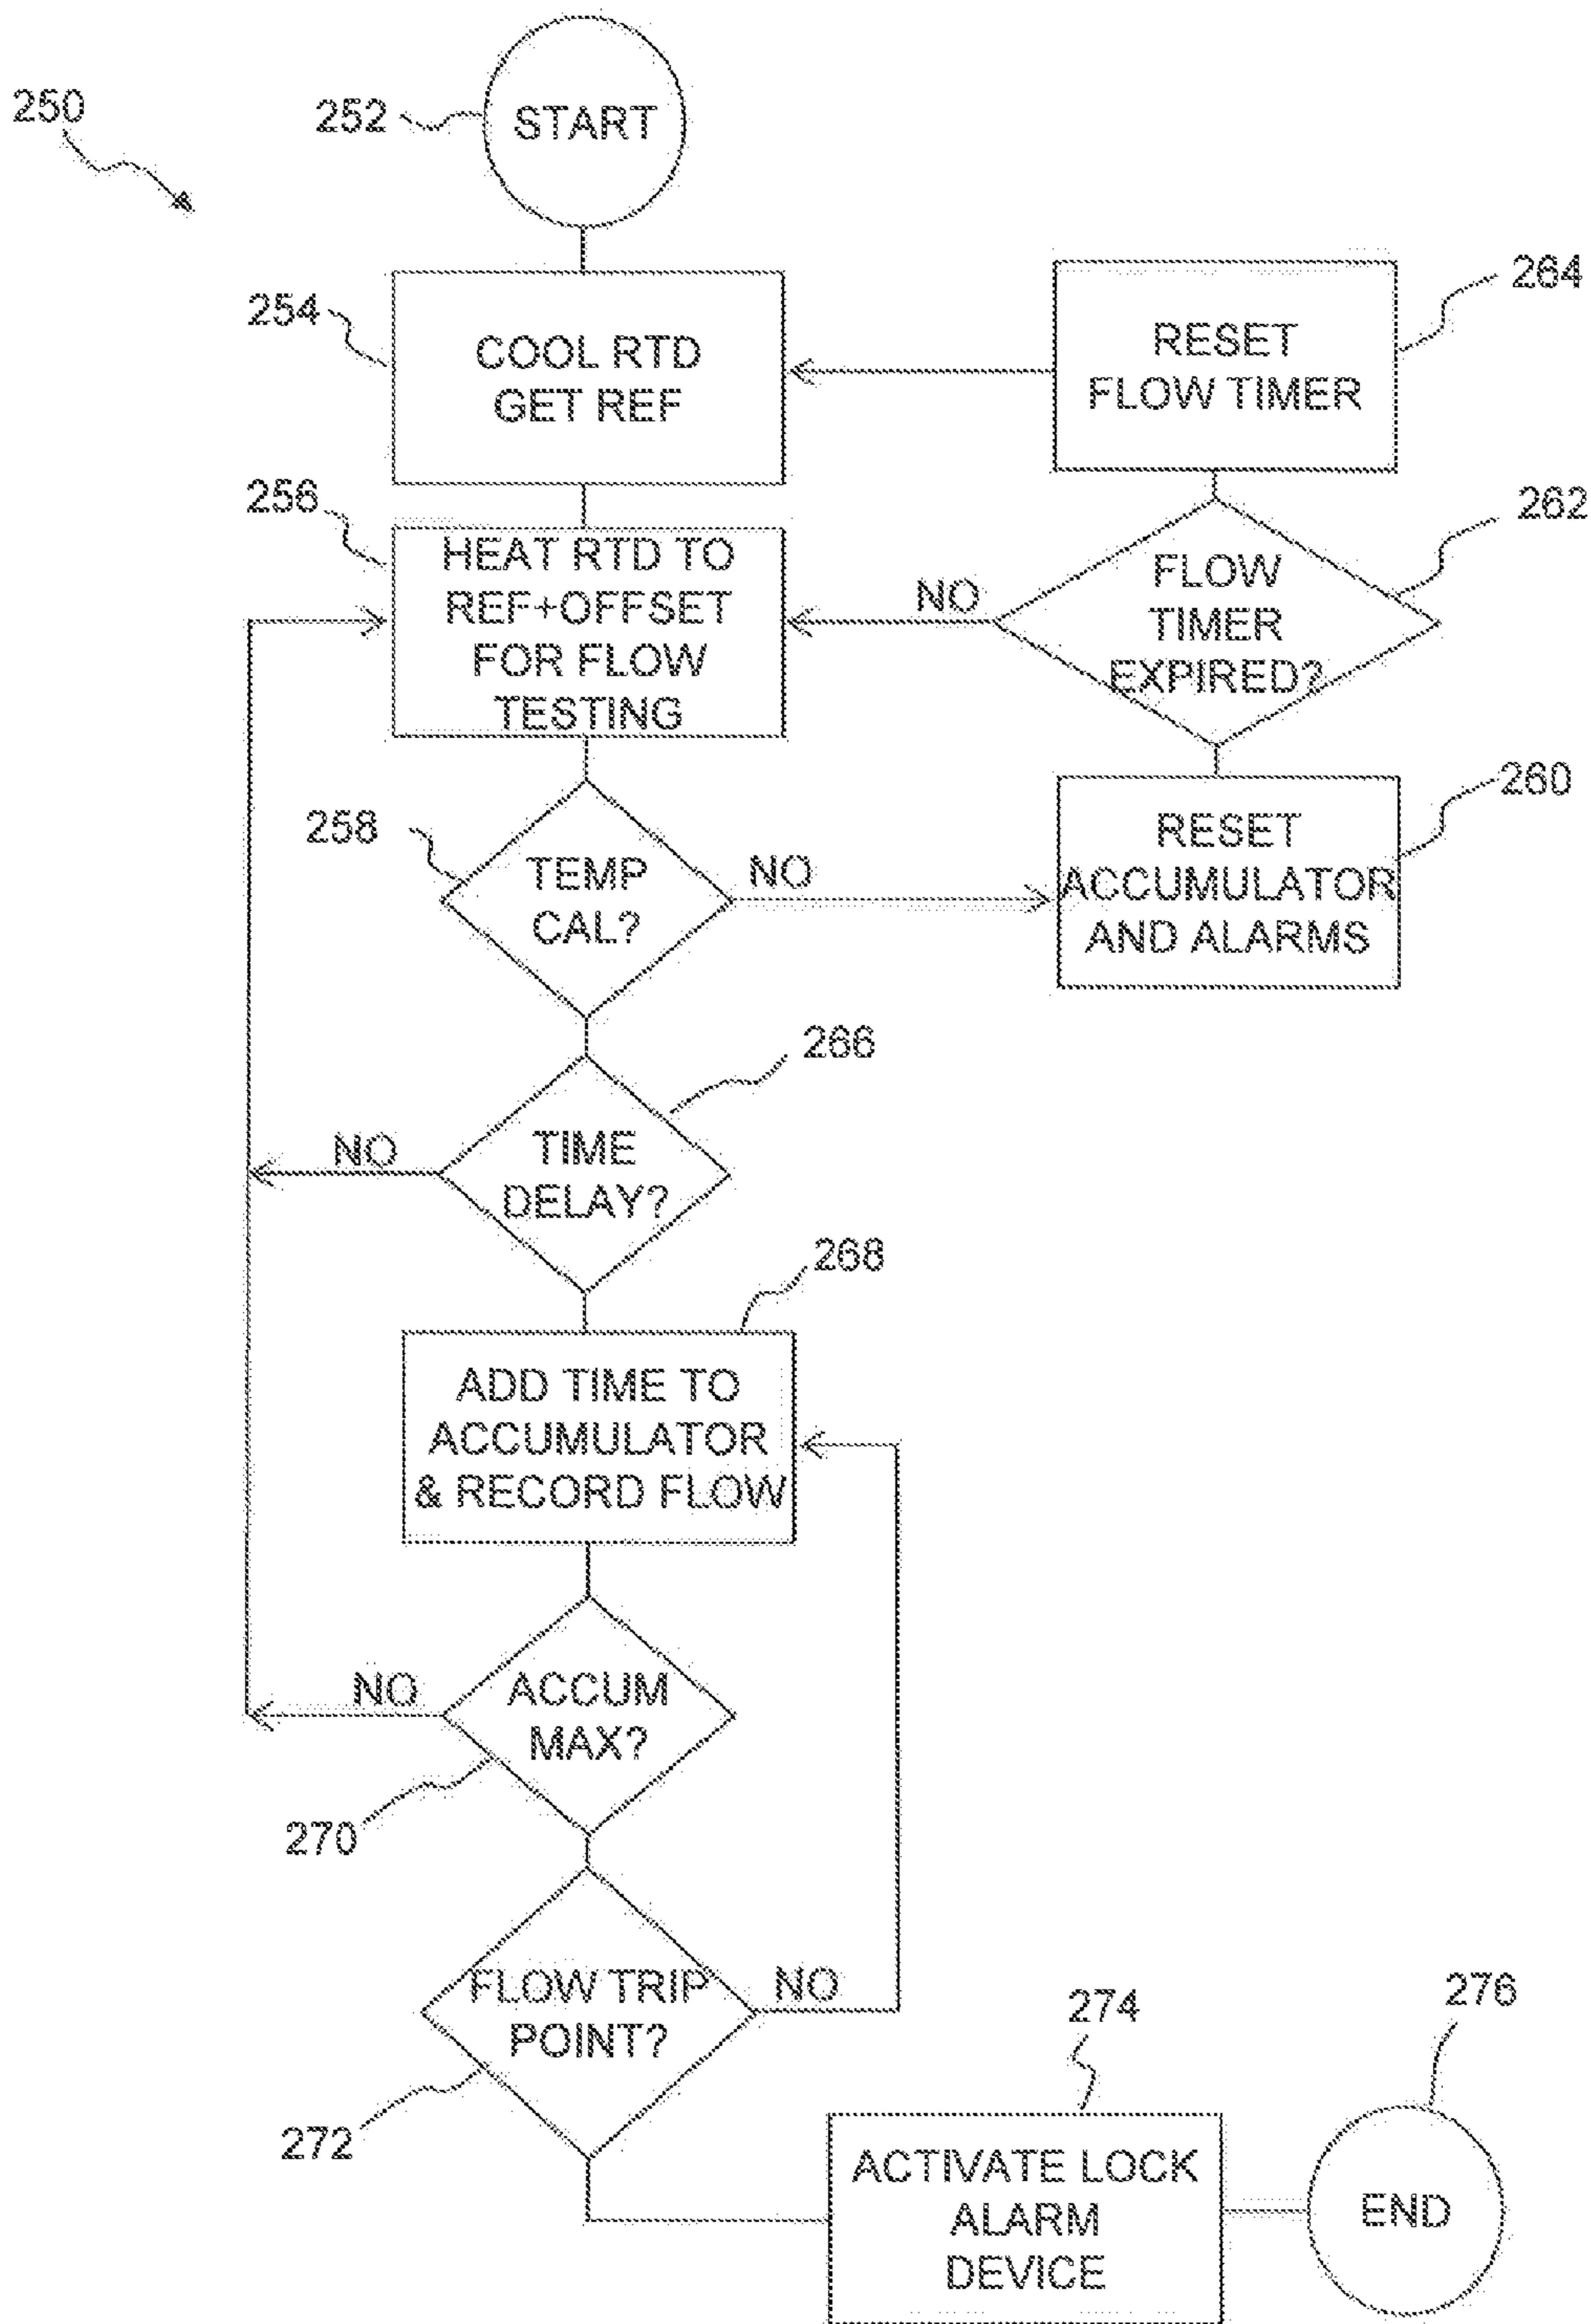 250
252
START
254
COOL RTD
GET REF
264
RESET
FLOW TIMER
256
HEAT RTD TO
REF+OFFSET
FOR FLOW
TESTING
NO
262
FLOW
TIMER
EXPIRED?
258
TEMP
CAL?
NO
260
RESET
ACCUMULATOR
AND ALARMS
266
TIME
DELAY?
NO
268
ADD TIME TO
ACCUMULATOR
& RECORD FLOW
NO
ACCUM
MAX?
270
FLOW TRIP
POINT?
NO
272
274
ACTIVATE LOCK
ALARM
DEVICE
276
END